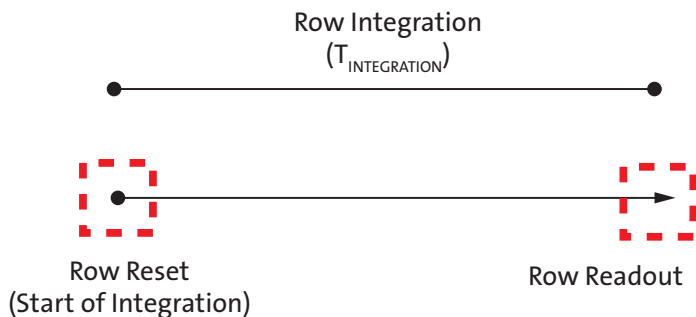 Row Integration
(T_INTEGRATION)
Row Reset
(Start of Integration)
Row Readout